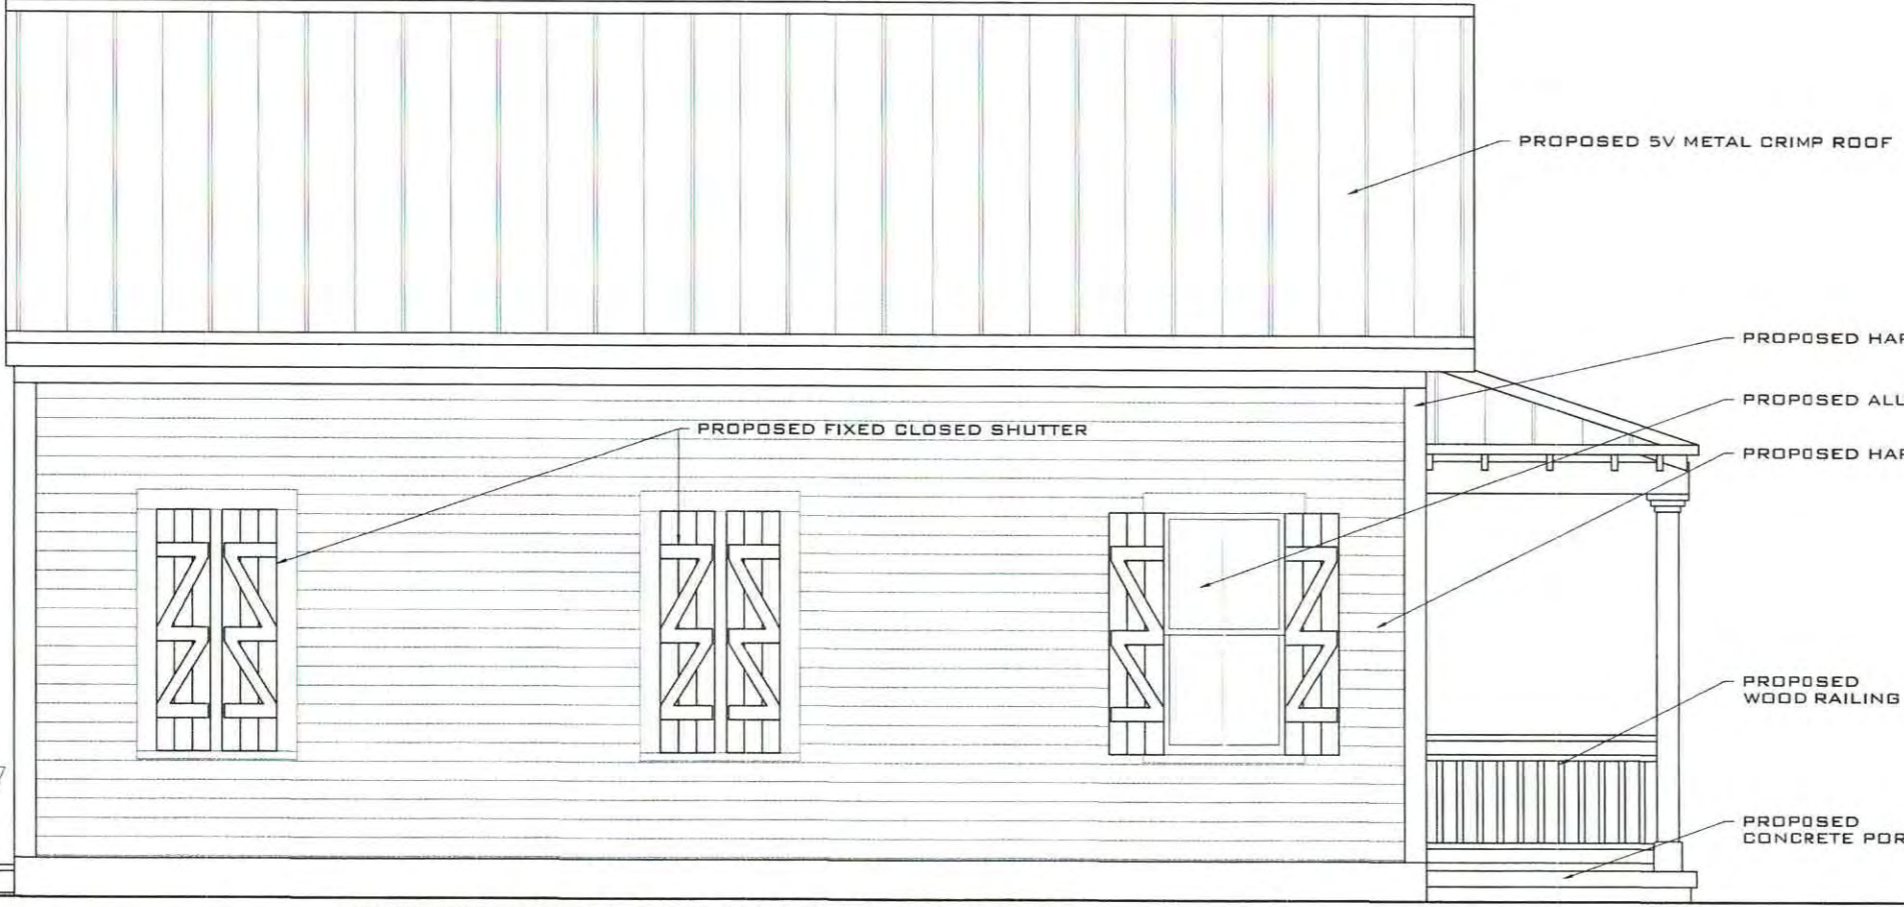 PROPOSED 5V METAL CRIMP ROOF
PROPOSED HAR
PROPOSED ALU
PROPOSED HAR
PROPOSED FIXED CLOSED SHUTTER
PROPOSED
WOOD RAILING
PROPOSED
CONCRETE POR